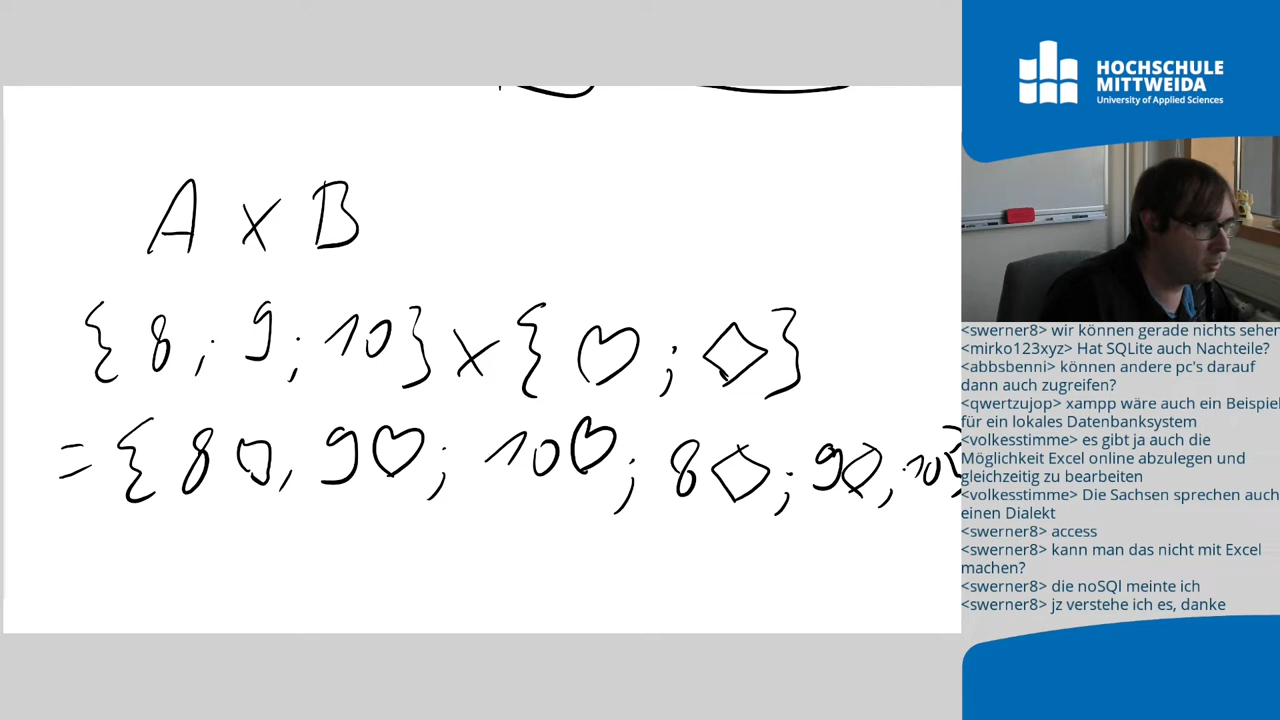 A x B
{8; 9; 10} x {♡; ◇}
= {8♡, 9♡; 10♡; 8◇; 9◇, 10
HOCHSCHULE
MITTWEIDA
University of Applied Sciences
<swerner8> wir können gerade nichts sehen
<mirko123xyz> Hat SQLite auch Nachteile?
<abbsbenni> können andere pc's darauf
dann auch zugreifen?
<qwertzujop> xampp wäre auch ein Beispiel
für ein lokales Datenbanksystem
<volkesstimme> es gibt ja auch die
Möglichkeit Excel online abzulegen und
gleichzeitig zu bearbeiten
<volkesstimme> Die Sachsen sprechen auch
einen Dialekt
<swerner8> access
<swerner8> kann man das nicht mit Excel
machen?
<swerner8> die noSQl meinte ich
<swerner8> jz verstehe ich es, danke